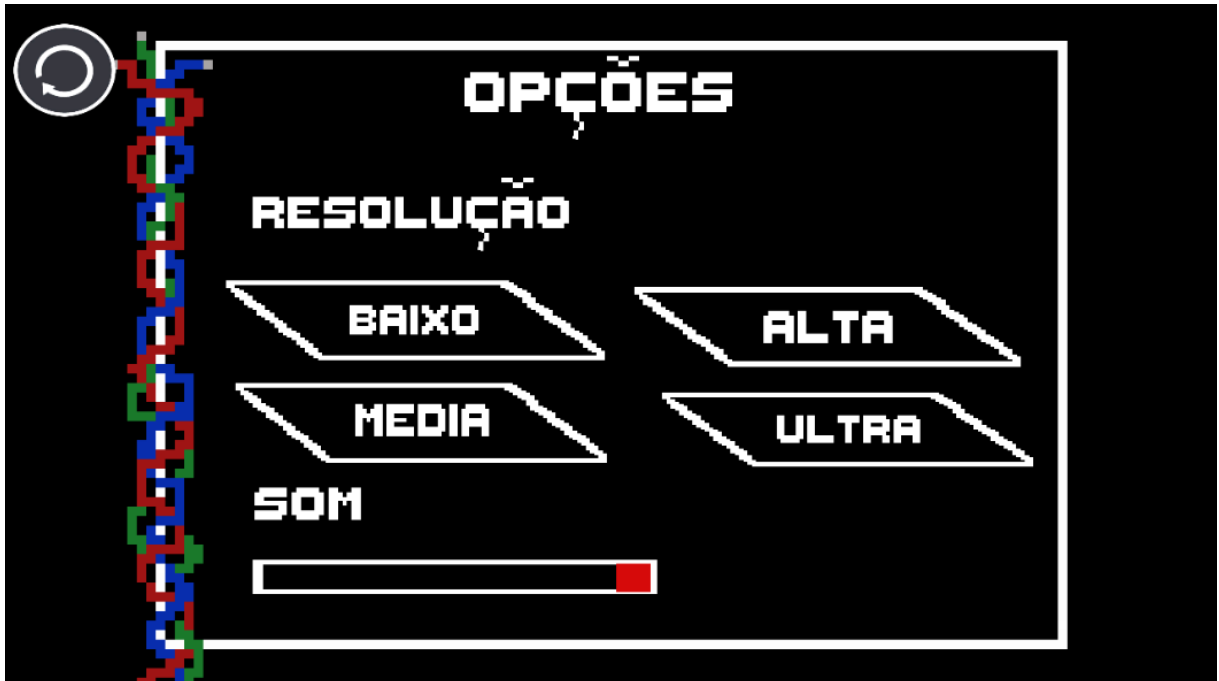 OPÇÕES
RESOLUÇÃO
BAIXO
ALTA
MEDIA
ULTRA
SOM